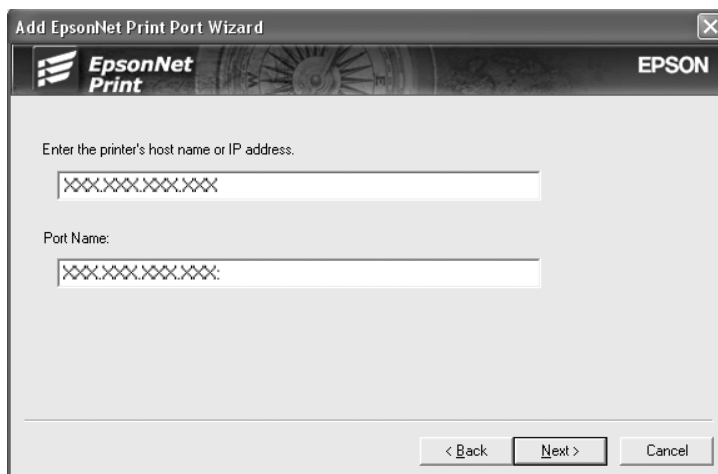 Add EpsonNet Print Port Wizard
EpsonNet
Print
EPSON
W
E
Enter the printer's host name or IP address.
XXX.XXX.XXX.XXX
Port Name:
XXX.XXX.XXX.XXX:
< Back
Next >
Cancel